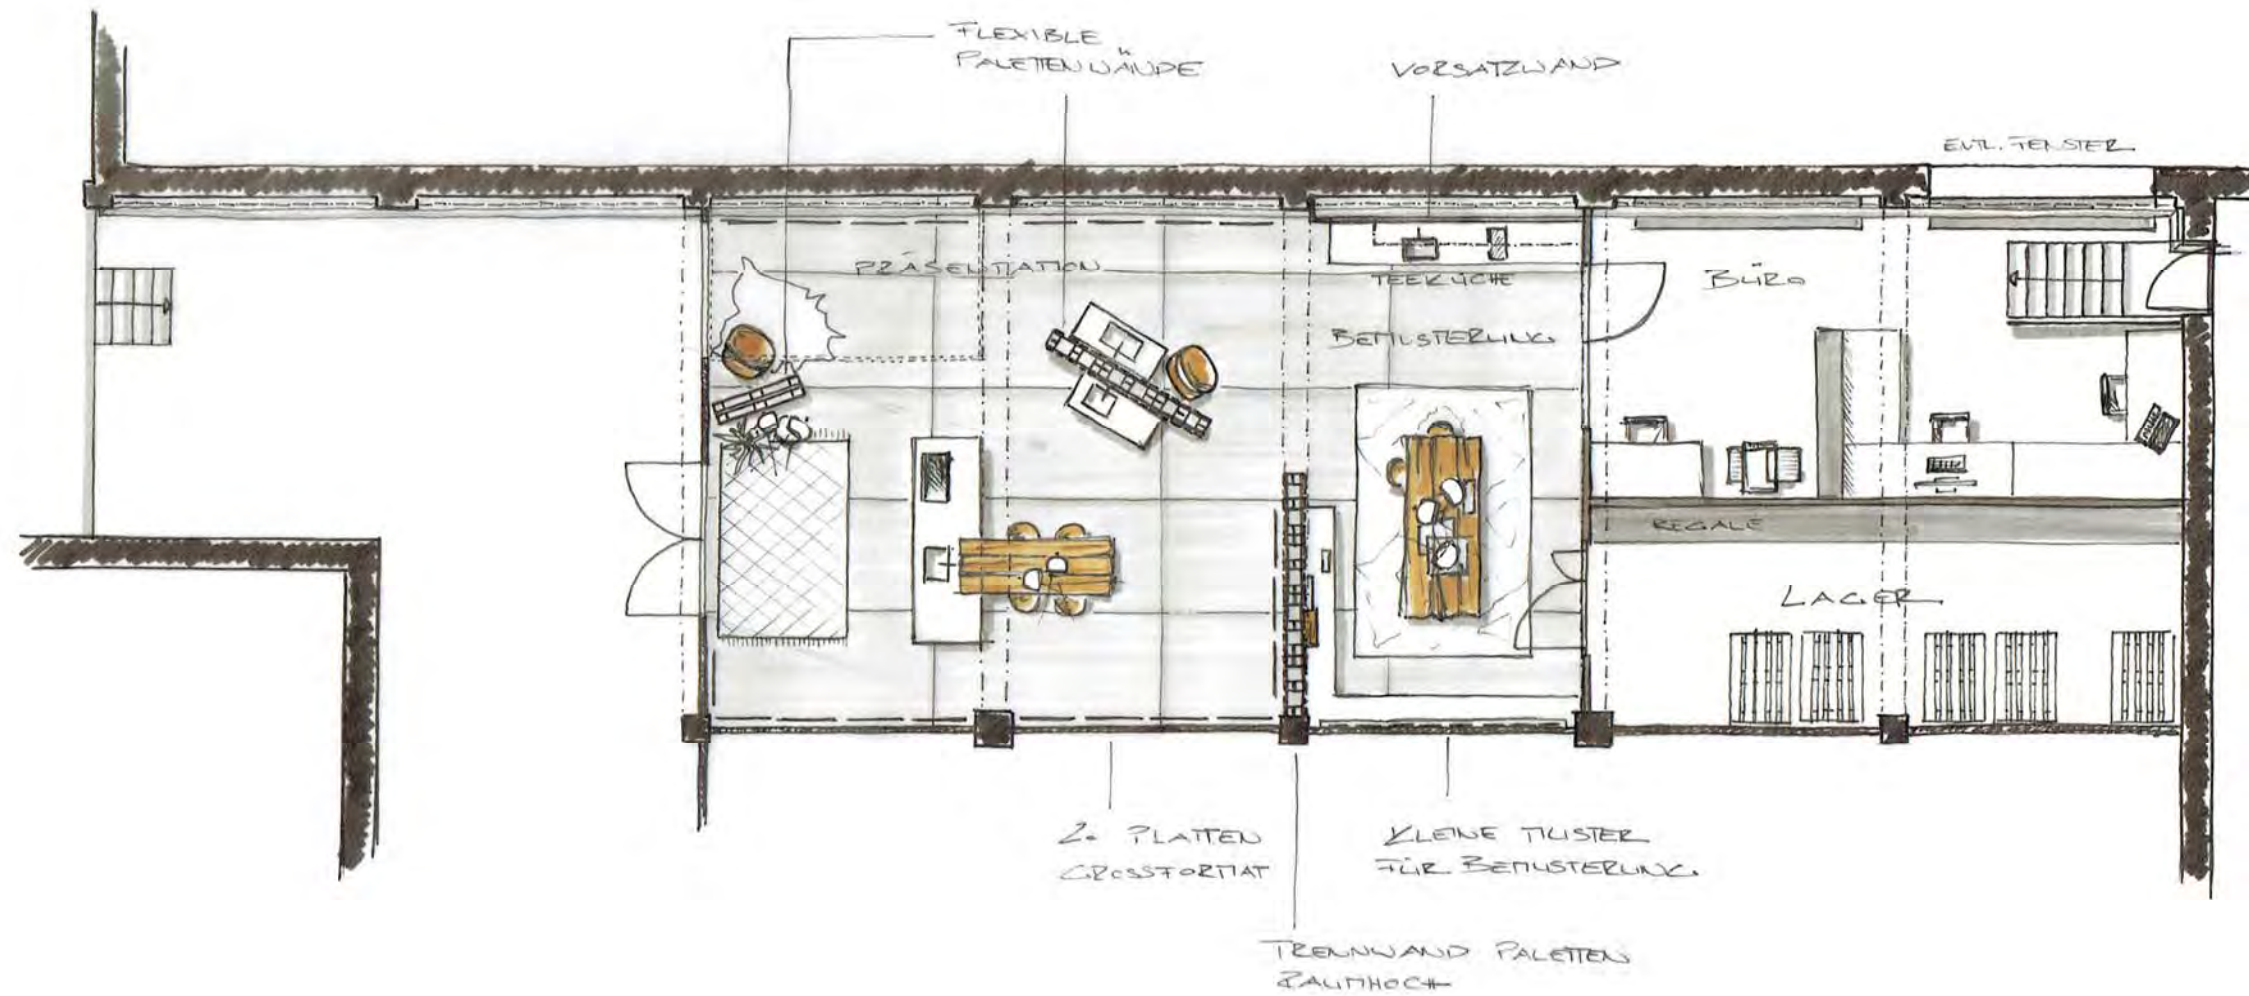 FLEXIBLE
PALETTENWÄNDE
VORSATZWAND
EVTL. FENSTER
PRÄSENTATION
TEEKÜCHE
BÜRO
BEMUSTERUNG
REGALE
LAGER
2. PLATTEN
GROSSFORMAT
KLEINE MUSTER
FÜR BEMUSTERUNG
TRENNWAND PALETTEN
RAUMHOCH